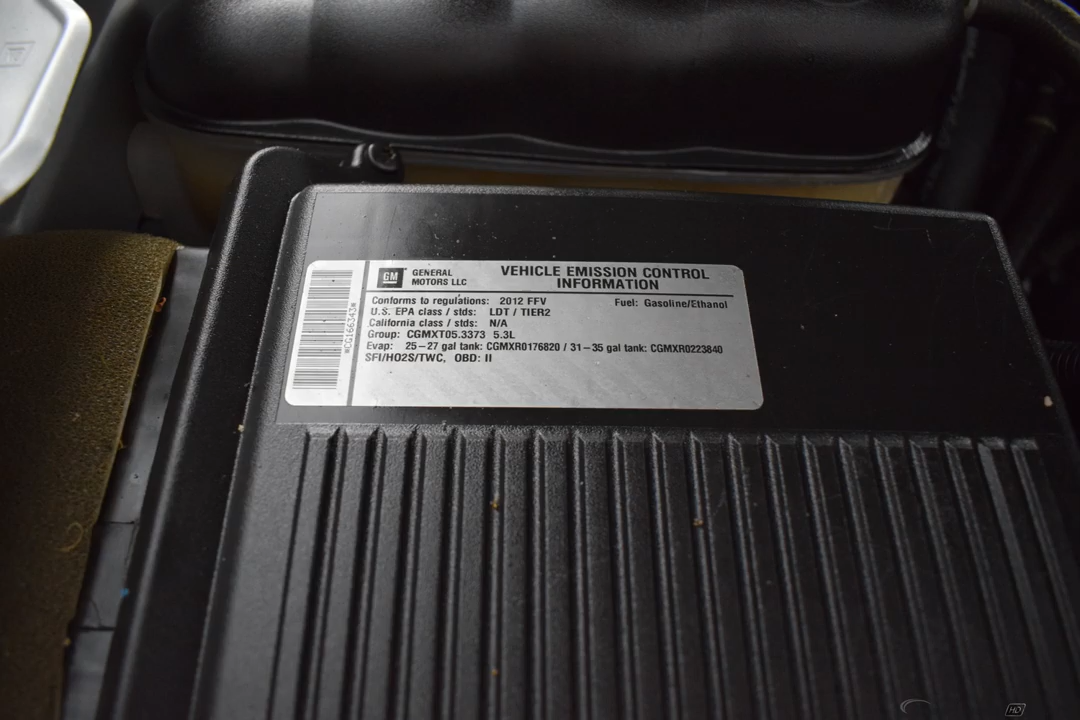 GM GENERAL MOTORS LLC
VEHICLE EMISSION CONTROL
INFORMATION
Conforms to regulations: 2012 FFV Fuel: Gasoline/Ethanol
U.S. EPA class / stds: LDT / TIER2
California class / stds: N/A
Group: CGMXT05.3373 5.3L
Evap: 25-27 gal tank: CGMXR0176820 / 31-35 gal tank: CGMXR0223840
SFI/HO2S/TWC, OBD: II
*CG166343*
HD